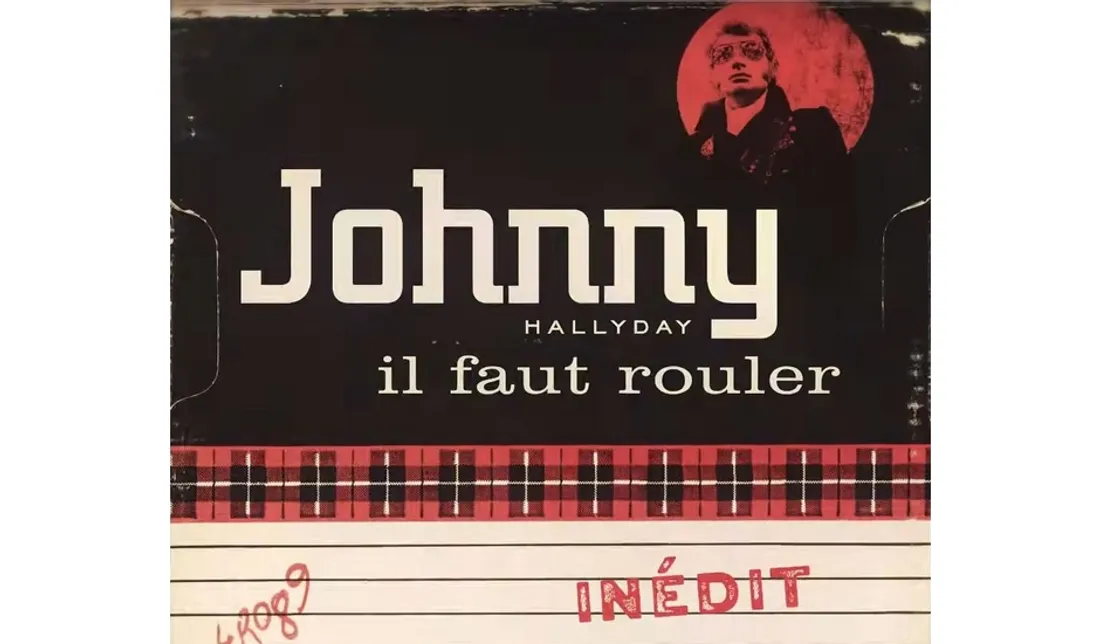 Johnny
HALLYDAY
il faut rouler
INÉDIT